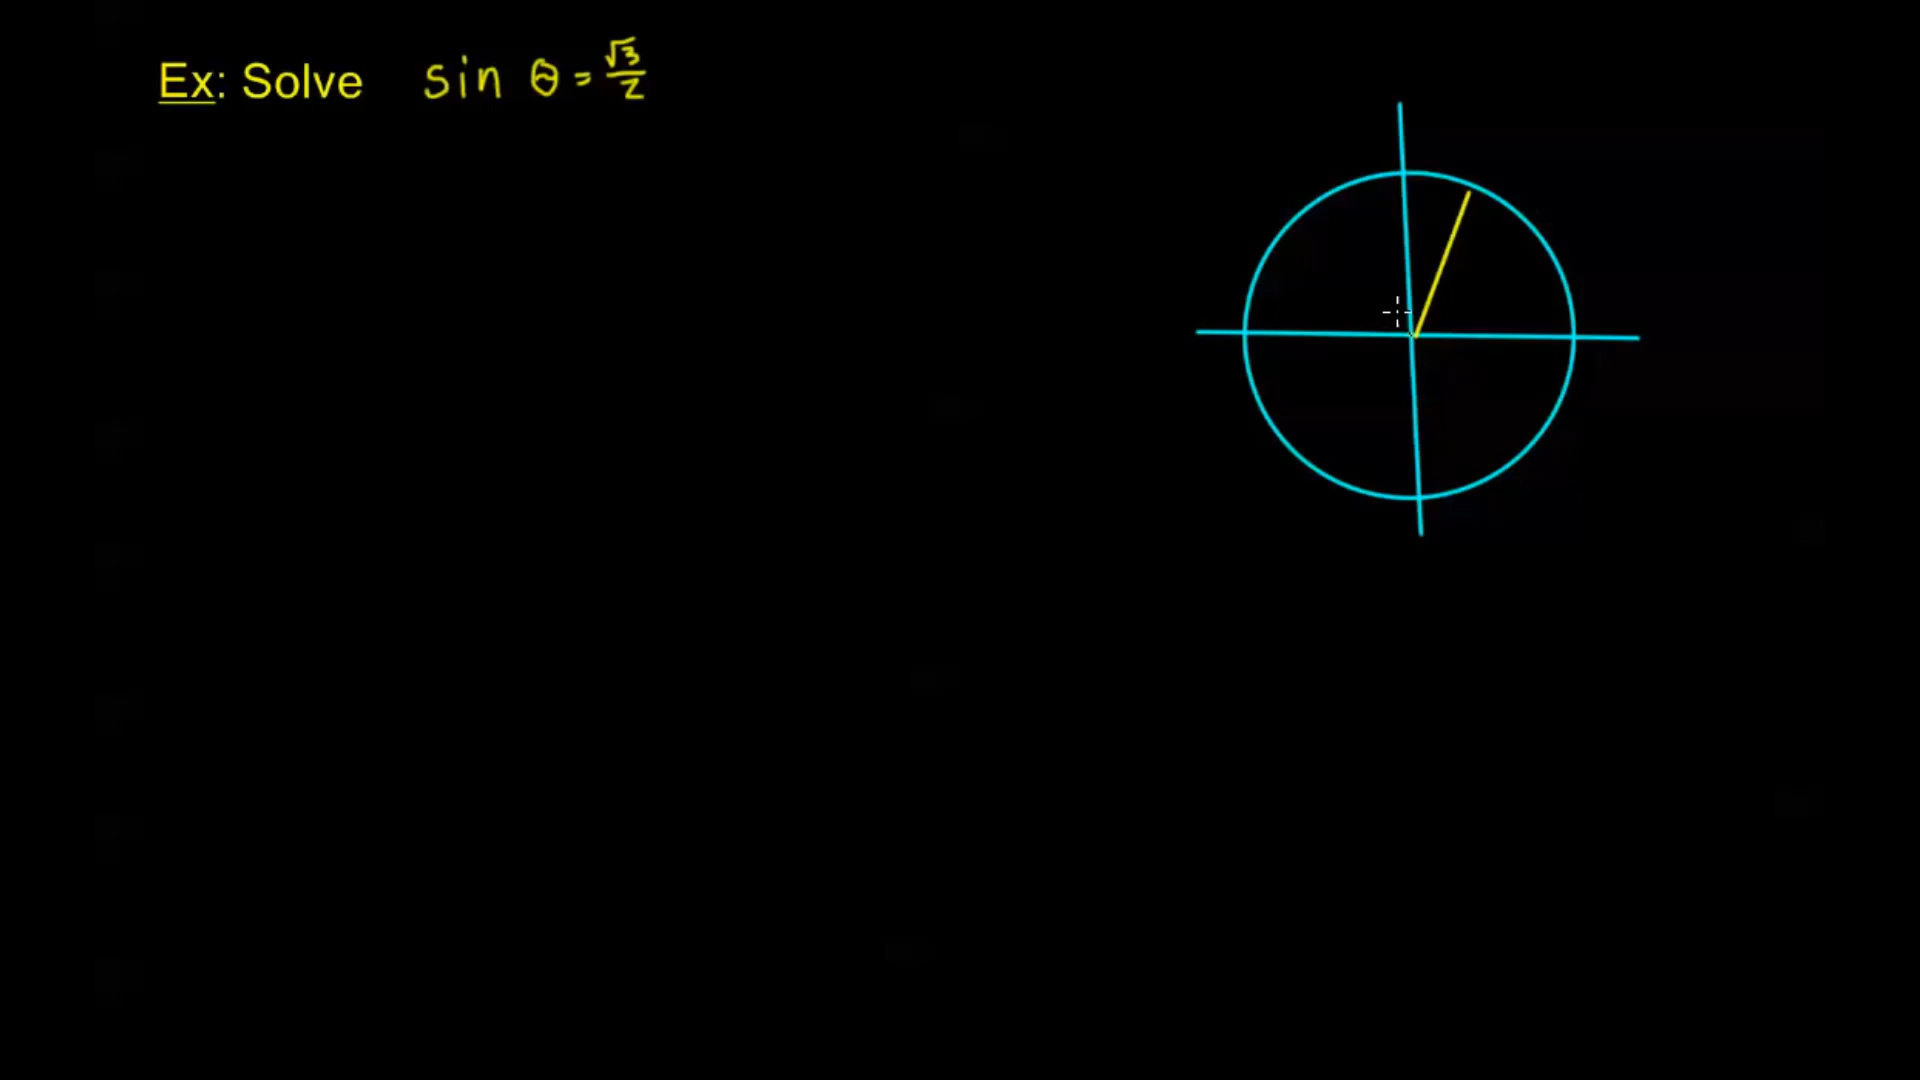 Ex: Solve sin θ = √3/2